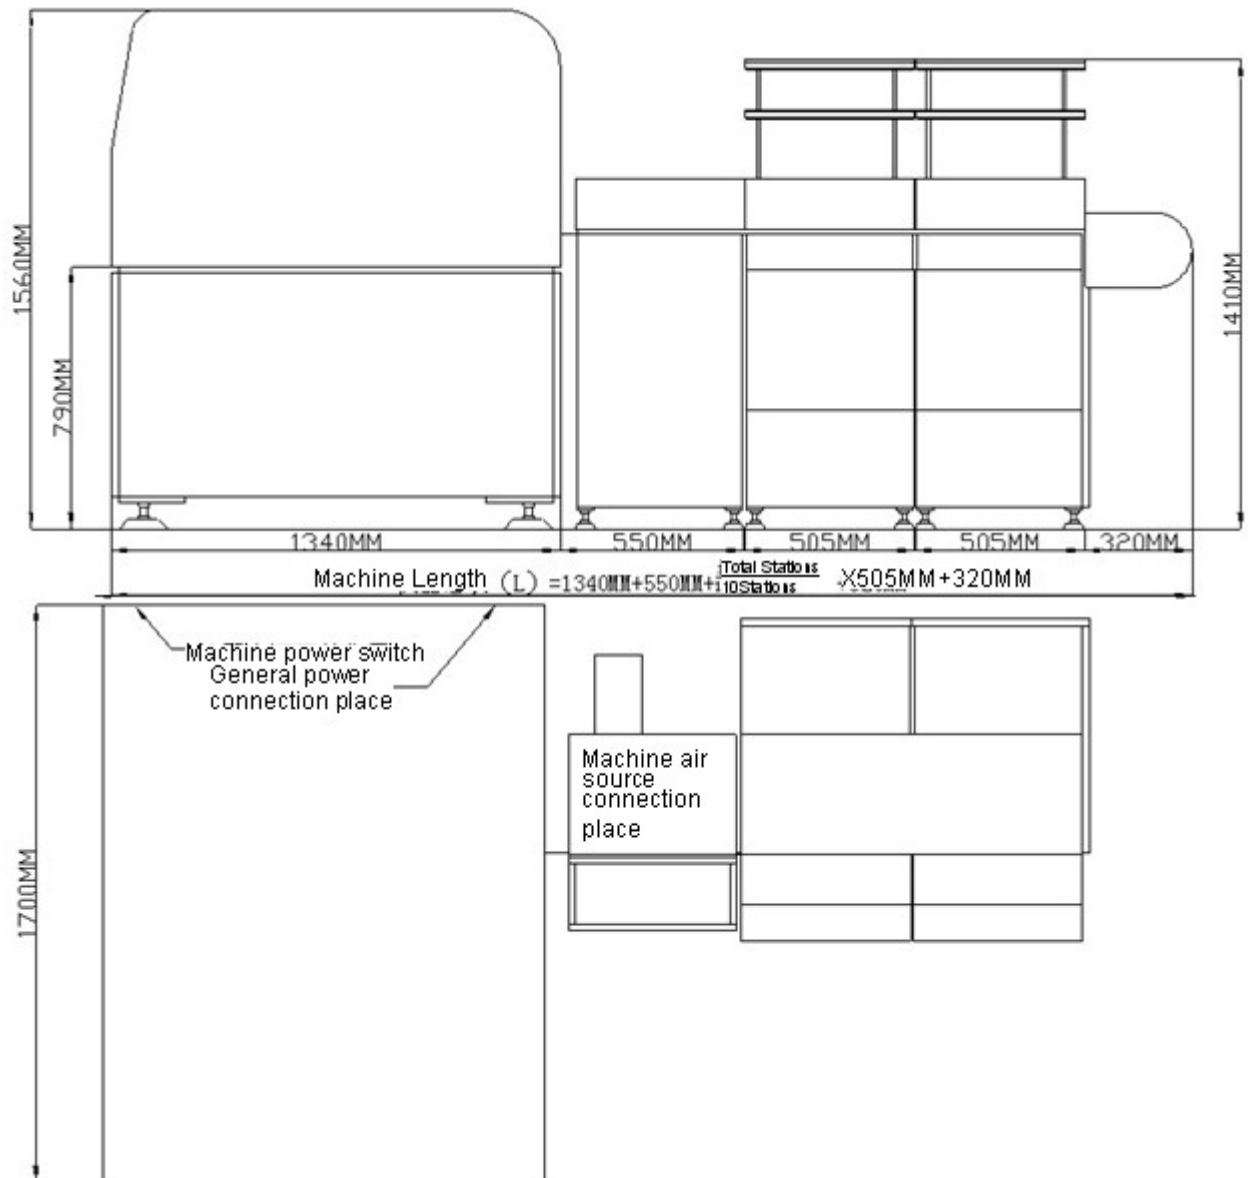 1560MM
790MM
1410MM
1340MM 550MM 505MM 505MM 320MM
Machine Length (L) =1340MM+550MM+ Total Stations
10Stations X505MM+320MM
Machine power switch
General power
connection place
Machine air
source
connection
place
1700MM